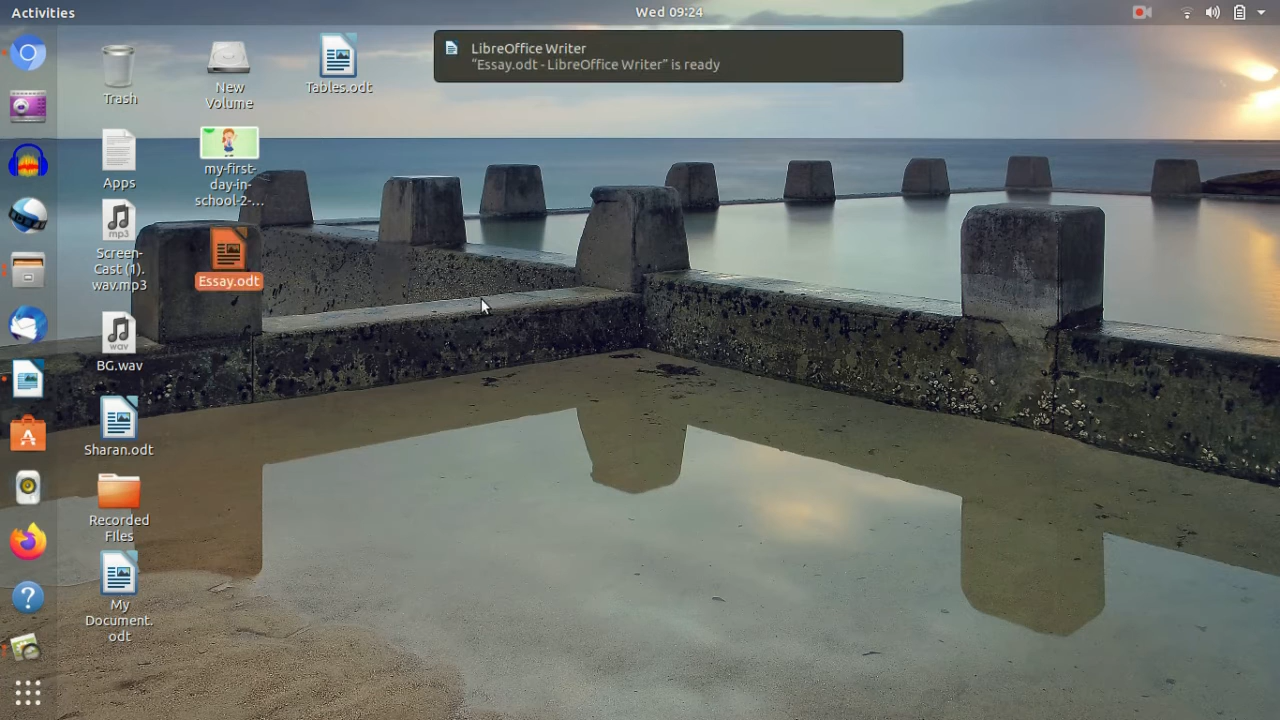 Activities
Wed 09:24
LibreOffice Writer
“Essay.odt - LibreOffice Writer” is ready
Trash
New
Volume
Tables.odt
Apps
my-first-
day-in-
school-2-…
mp3
Screen-
Cast (1).
wav.mp3
Essay.odt
wav
BG.wav
Sharan.odt
Recorded
FIles
?
My
Document.
odt